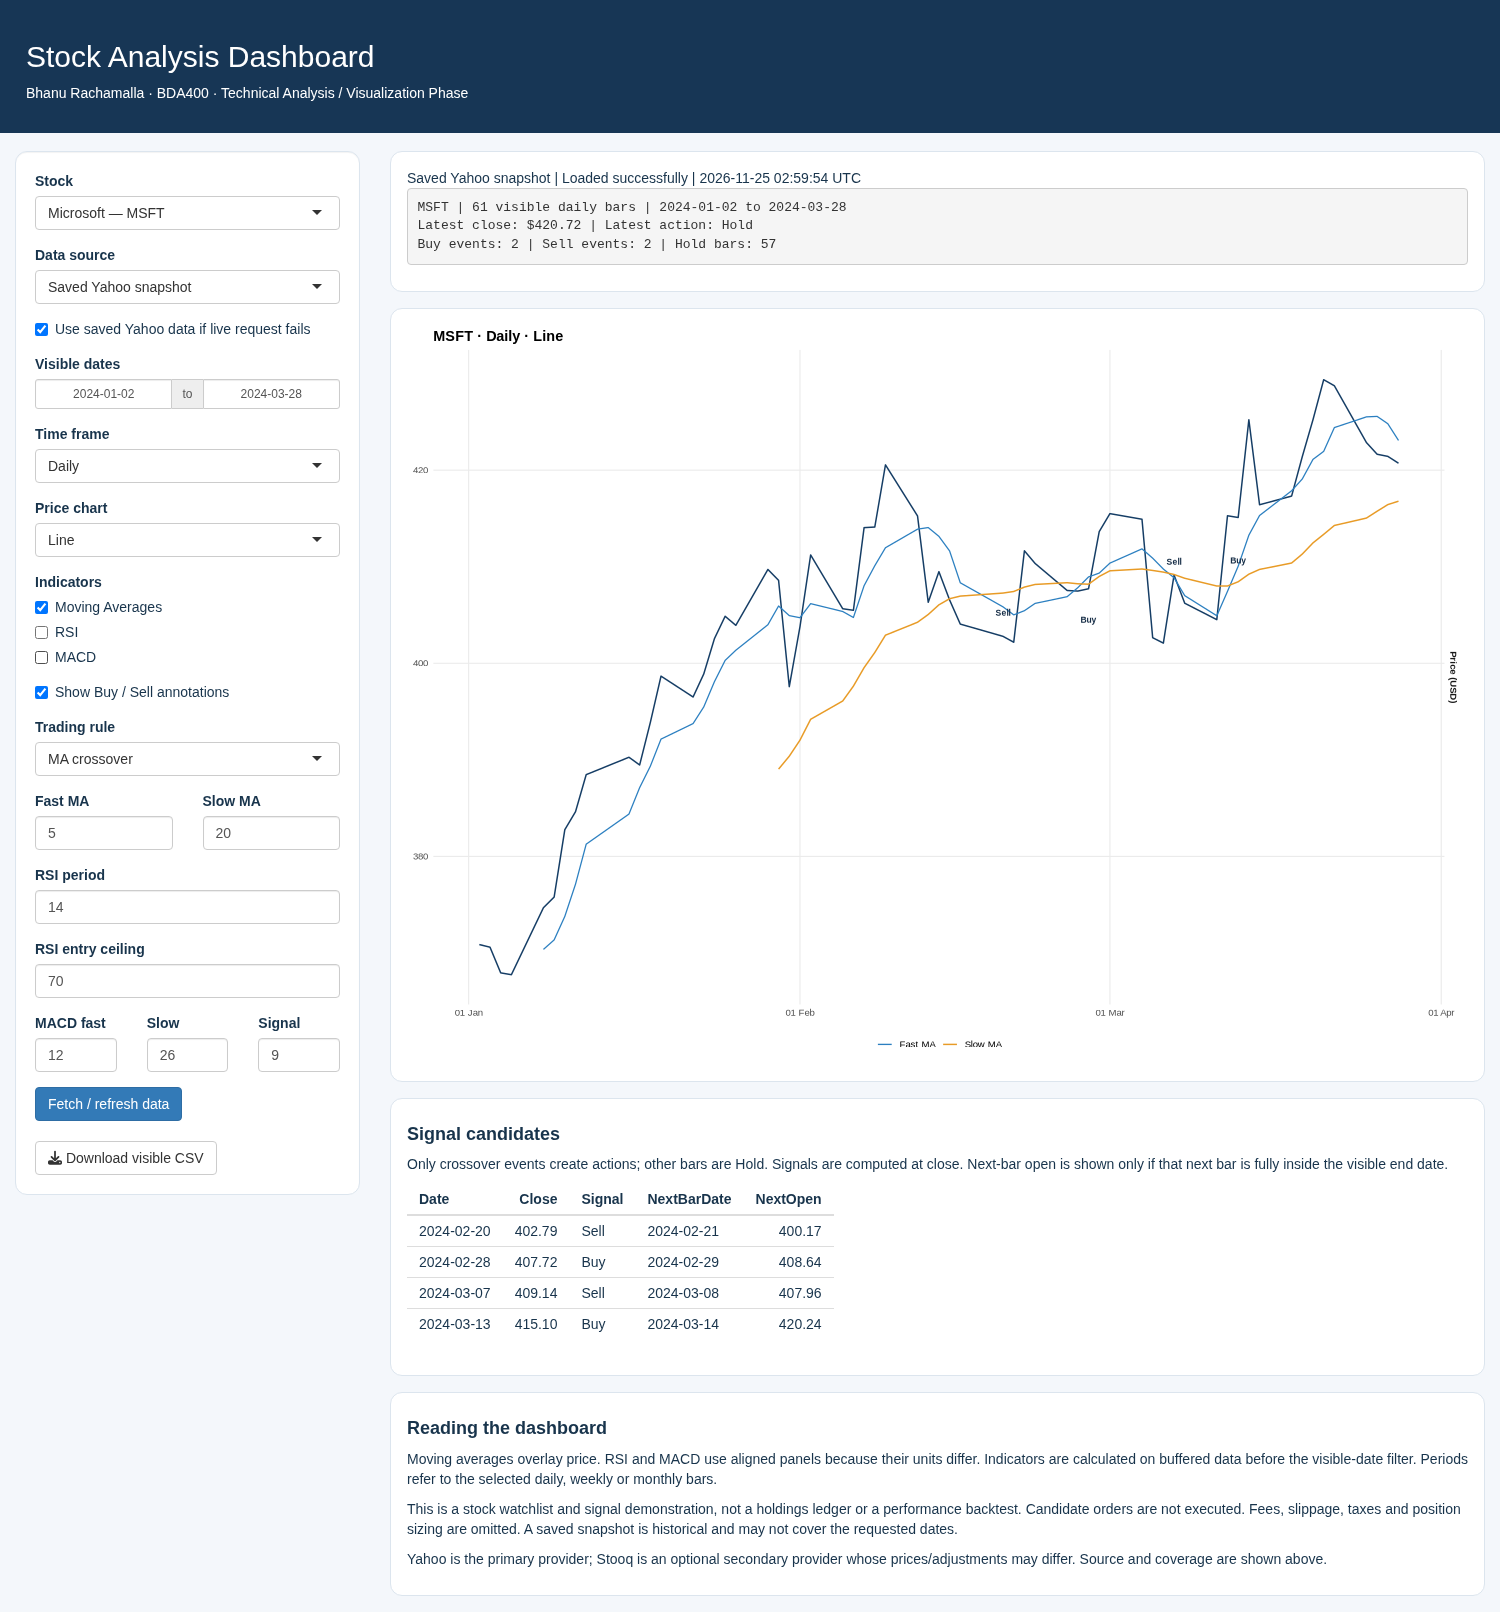 Stock Analysis Dashboard
Bhanu Rachamalla · BDA400 · Technical Analysis / Visualization Phase
Stock
Microsoft — MSFT
Data source
Saved Yahoo snapshot
Use saved Yahoo data if live request fails
Visible dates
2024-01-02 to 2024-03-28
Time frame
Daily
Price chart
Line
Indicators
Moving Averages
RSI
MACD
Show Buy / Sell annotations
Trading rule
MA crossover
Fast MA Slow MA
5 20
RSI period
14
RSI entry ceiling
70
MACD fast Slow Signal
12 26 9
Fetch / refresh data
Download visible CSV
Saved Yahoo snapshot | Loaded successfully | 2026-11-25 02:59:54 UTC
MSFT | 61 visible daily bars | 2024-01-02 to 2024-03-28
Latest close: $420.72 | Latest action: Hold
Buy events: 2 | Sell events: 2 | Hold bars: 57
MSFT · Daily · Line
420
400
380
Sell
Buy
Sell
Buy
Price (USD)
01 Jan 01 Feb 01 Mar 01 Apr
Fast MA Slow MA
Signal candidates
Only crossover events create actions; other bars are Hold. Signals are computed at close. Next-bar open is shown only if that next bar is fully inside the visible end date.
Date Close Signal NextBarDate NextOpen
2024-02-20 402.79 Sell 2024-02-21 400.17
2024-02-28 407.72 Buy 2024-02-29 408.64
2024-03-07 409.14 Sell 2024-03-08 407.96
2024-03-13 415.10 Buy 2024-03-14 420.24
Reading the dashboard
Moving averages overlay price. RSI and MACD use aligned panels because their units differ. Indicators are calculated on buffered data before the visible-date filter. Periods
refer to the selected daily, weekly or monthly bars.
This is a stock watchlist and signal demonstration, not a holdings ledger or a performance backtest. Candidate orders are not executed. Fees, slippage, taxes and position
sizing are omitted. A saved snapshot is historical and may not cover the requested dates.
Yahoo is the primary provider; Stooq is an optional secondary provider whose prices/adjustments may differ. Source and coverage are shown above.